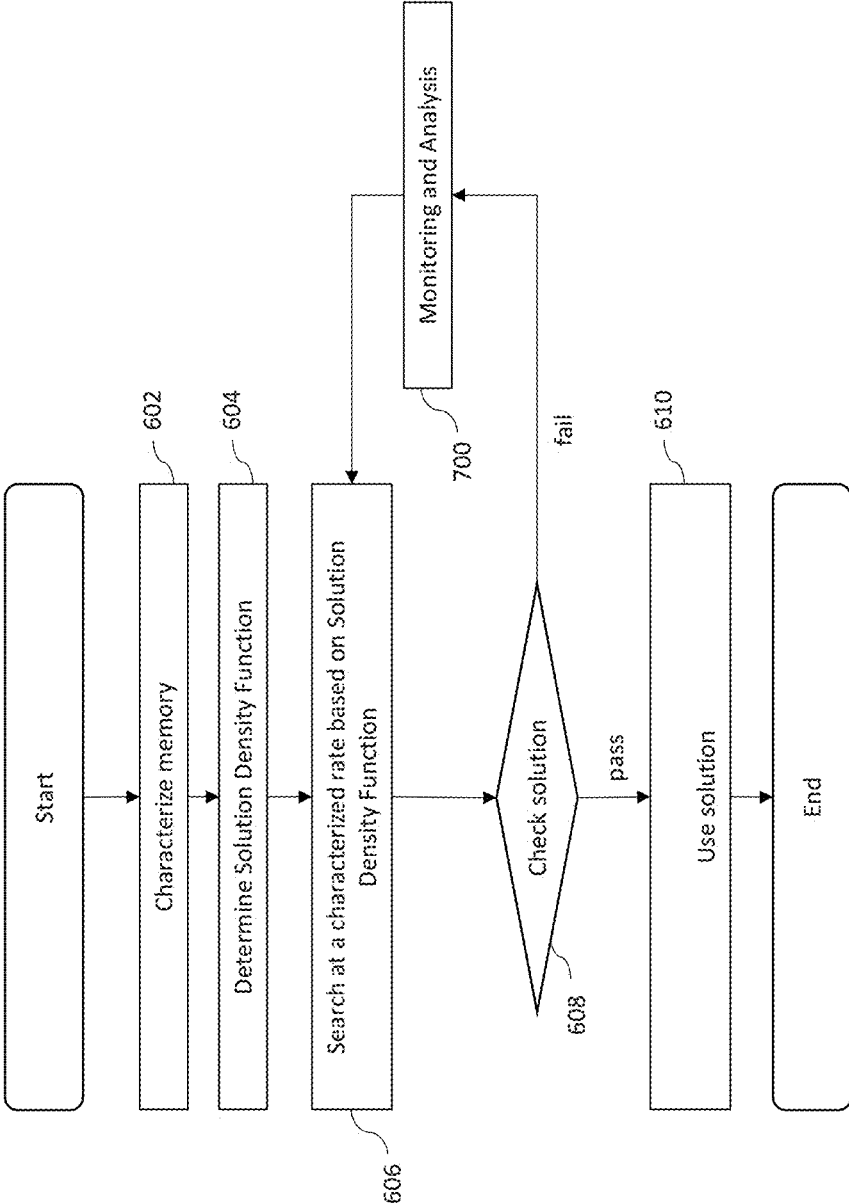 Start
Characterize memory
602
Determine Solution Density Function
604
Search at a characterized rate based on Solution
Density Function
606
Monitoring and Analysis
700
Check solution
608
fail
pass
Use solution
610
End